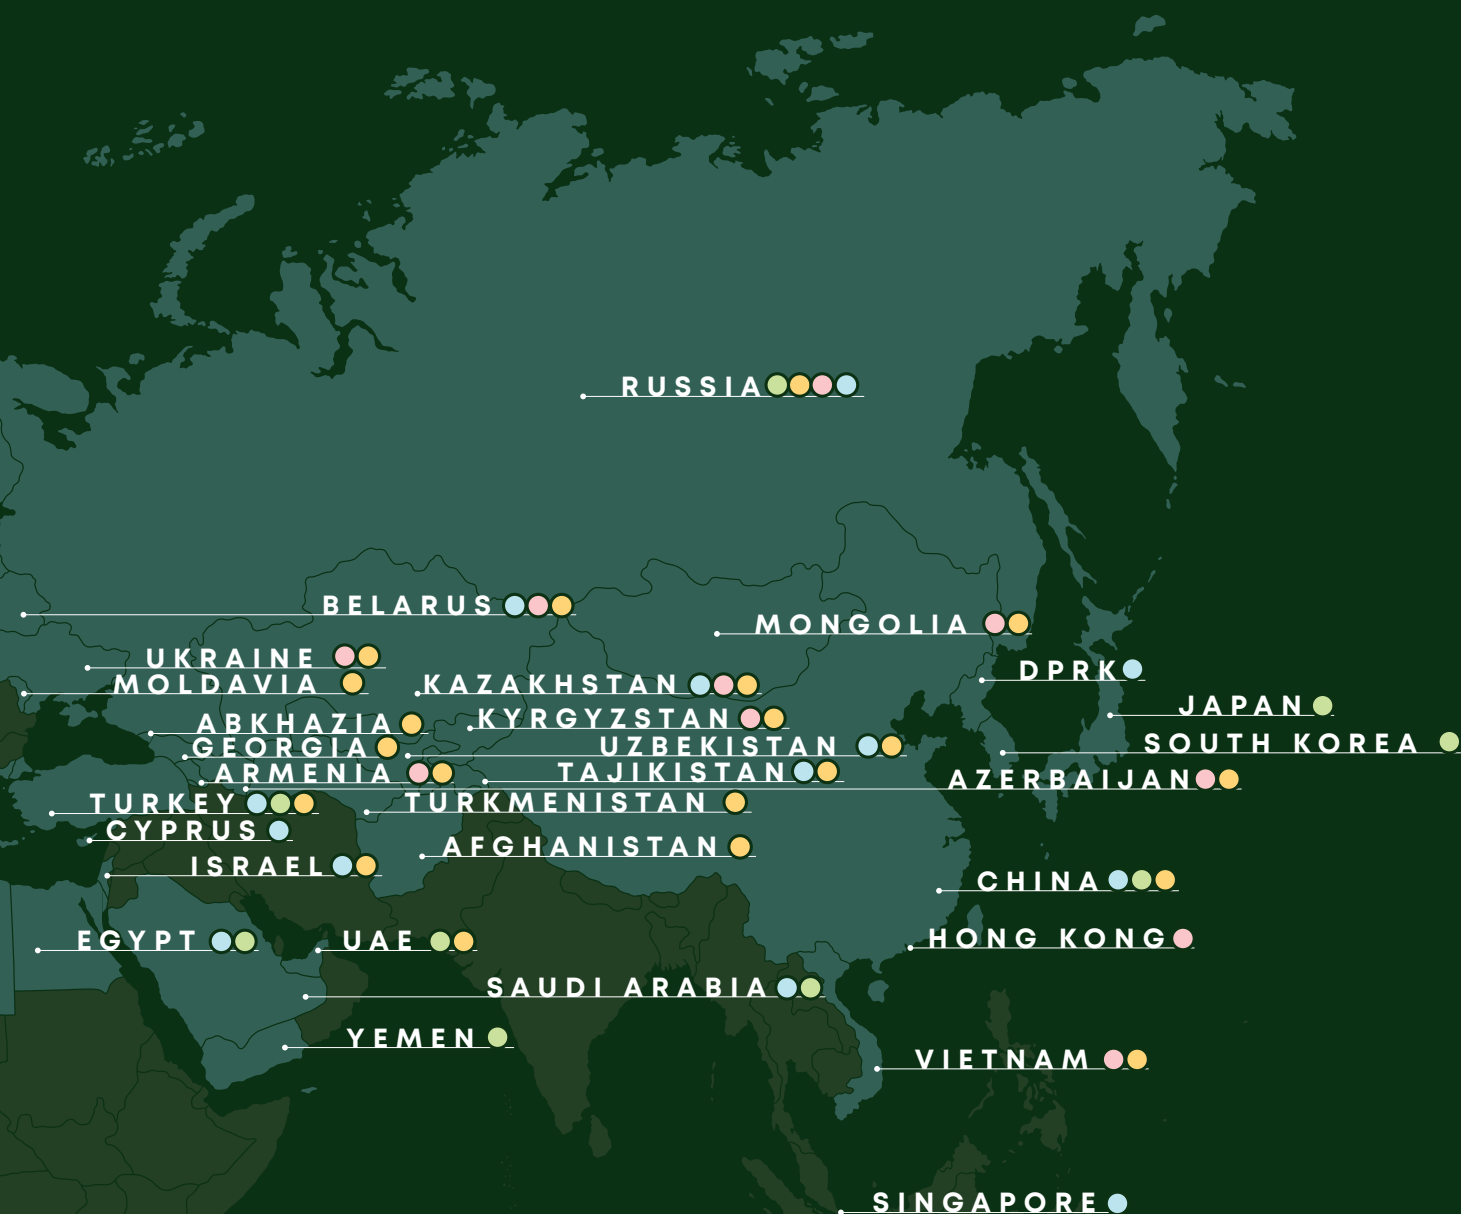 RUSSIA
BELARUS
MONGOLIA
UKRAINE
DPRK
MOLDAVIA
KAZAKHSTAN
JAPAN
ABKHAZIA
KYRGYZSTAN
SOUTH KOREA
GEORGIA
UZBEKISTAN
ARMENIA
TAJIKISTAN
AZERBAIJAN
TURKEY
TURKMENISTAN
CYPRUS
AFGHANISTAN
ISRAEL
CHINA
EGYPT
UAE
HONG KONG
SAUDI ARABIA
YEMEN
VIETNAM
SINGAPORE